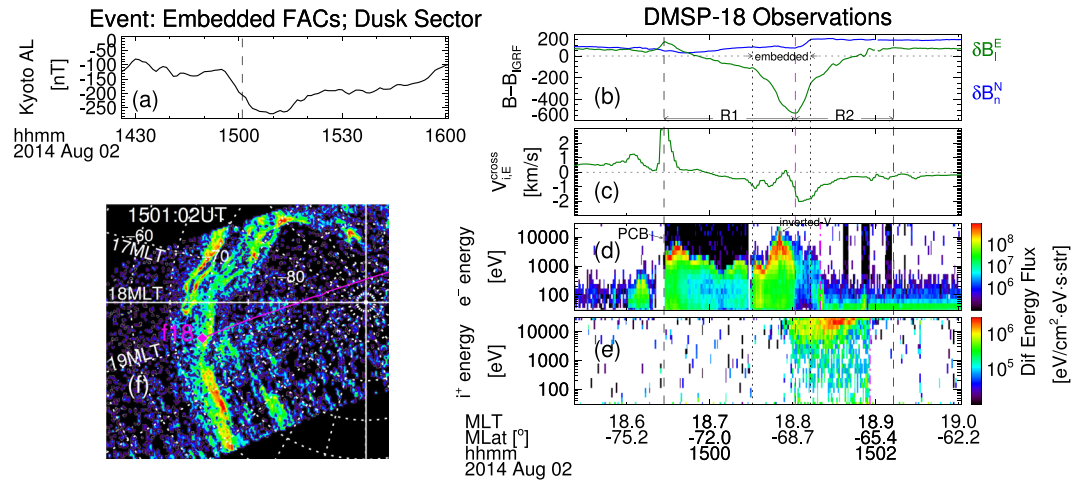 Event: Embedded FACs; Dusk Sector
Kyoto AL
[nT]
0
-50
-100
-150
-200
-250
(a)
hhmm 1430 1500 1530 1600
2014 Aug 02
1501:02UT
-60
17MLT
70
-80
18MLT
f18
19MLT
(f)
DMSP-18 Observations
B-B_IGRF
200
0
-200
-400
-600
embedded
(b)
R1 R2
δB_l^E
δB_n^N
V_i,E^cross
[km/s]
2
1
0
-1
-2
(c)
inverted-V
PCB
e⁻ energy
[eV]
10000
1000
100
(d)
i⁺ energy
[eV]
10000
1000
100
(e)
10⁸
10⁷
10⁶
10⁶
10⁵
Dif Energy Flux
[eV/cm²·eV·s·str]
MLT 18.6 18.7 18.8 18.9 19.0
MLat [°] -75.2 -72.0 -68.7 -65.4 -62.2
hhmm 1500 1502
2014 Aug 02